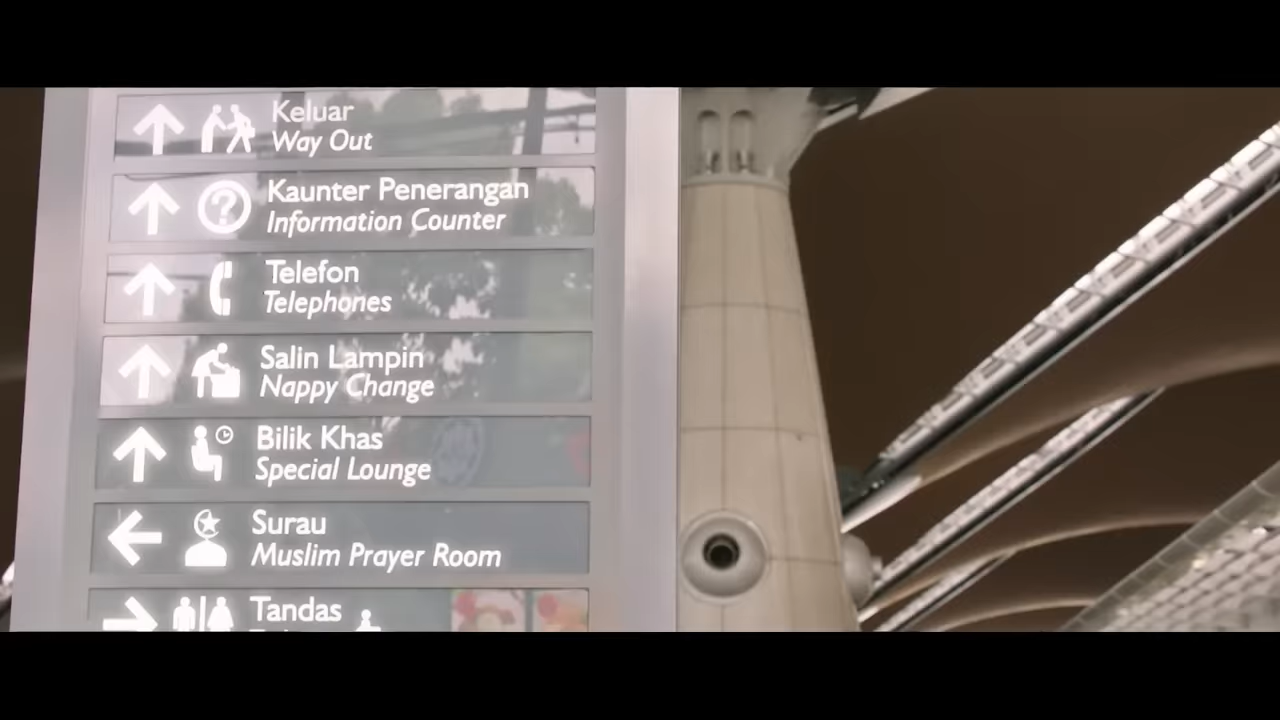 Keluar
Way Out
Kaunter Penerangan
Information Counter
Telefon
Telephones
Salin Lampin
Nappy Change
Bilik Khas
Special Lounge
Surau
Muslim Prayer Room
Tandas